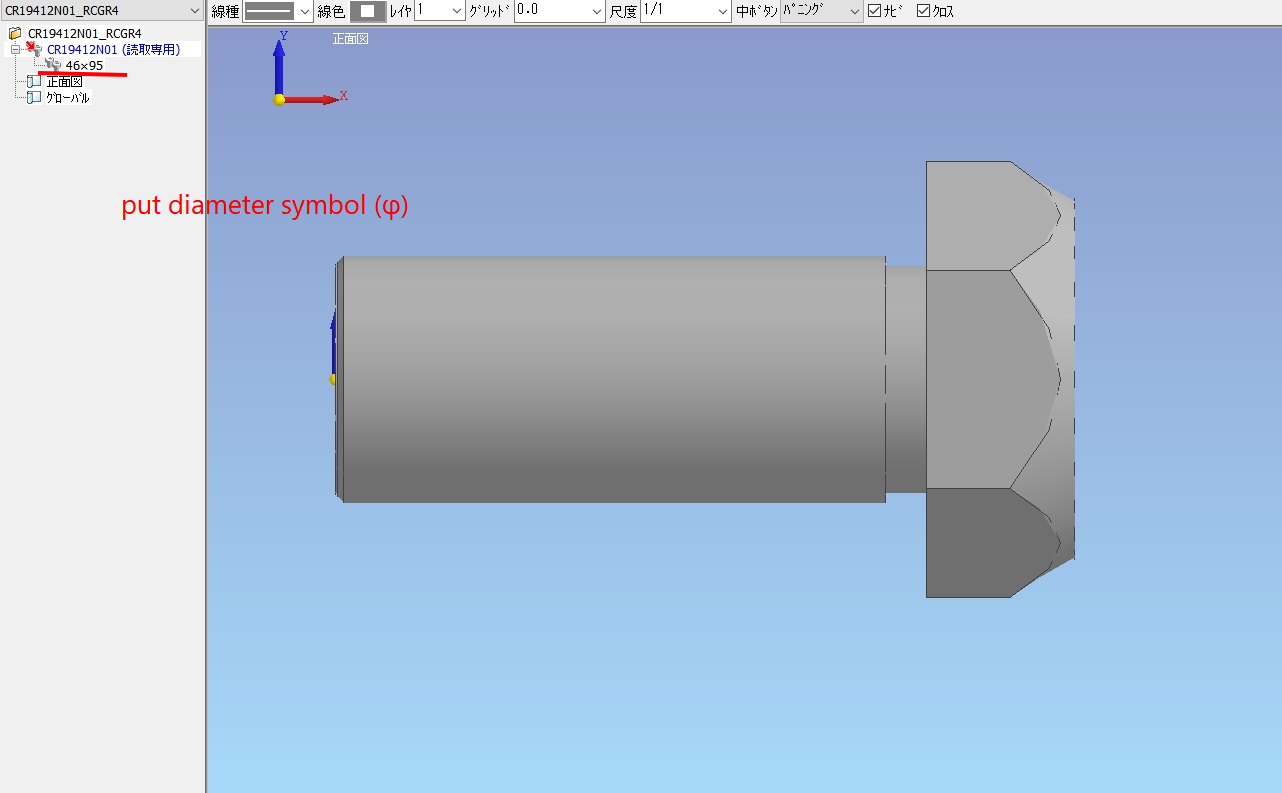 CR19412N01_RCGR4
線種
線色
ﾚｲﾔ 1
ｸﾞﾘｯﾄﾞ 0.0
尺度 1/1
中ﾎﾞﾀﾝ ﾊﾟﾆﾝｸﾞ
ﾅﾋﾞ
ｸﾛｽ
CR19412N01_RCGR4
CR19412N01 (読取専用)
46×95
正面図
ｸﾞﾛｰﾊﾞﾙ
Y
正面図
X
put diameter symbol (φ)